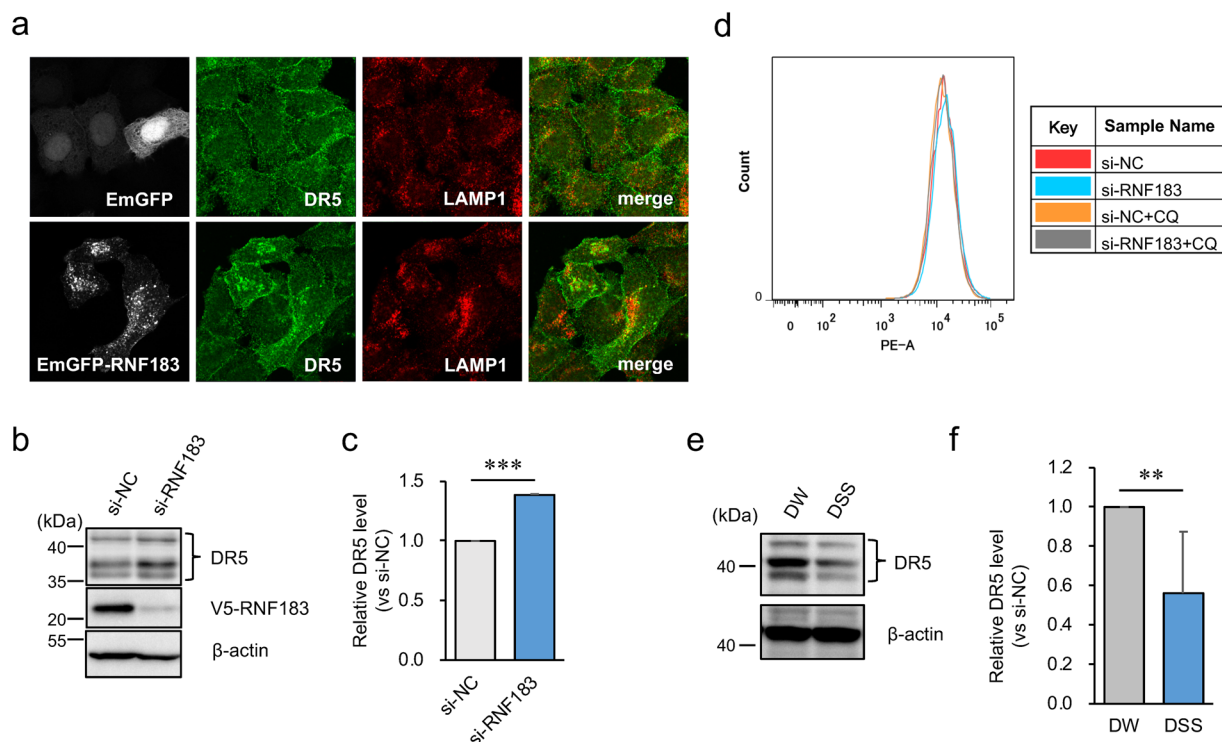 a
EmGFP
DR5
LAMP1
merge
EmGFP-RNF183
DR5
LAMP1
merge
b
si-NC
si-RNF183
(kDa)
40
35
DR5
20
V5-RNF183
55
β-actin
c
Relative DR5 level
(vs si-NC)
1.5
1.0
0.5
0.0
***
si-NC
si-RNF183
d
Count
0
0
10²
10³
10⁴
10⁵
PE-A
Key Sample Name
si-NC
si-RNF183
si-NC+CQ
si-RNF183+CQ
e
DW
DSS
(kDa)
40
DR5
40
β-actin
f
Relative DR5 level
(vs si-NC)
1.2
1.0
0.8
0.6
0.4
0.2
0
**
DW
DSS